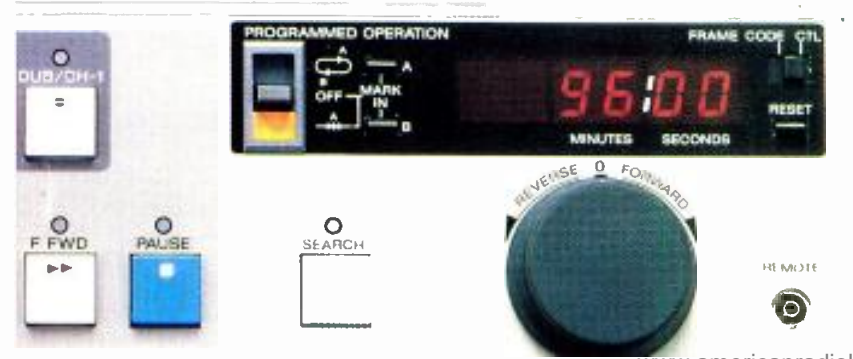 PROGRAMMED OPERATION
FRAME CODE CTL
A
B
OFF
A
MARK
IN
A
B
96:00
MINUTES SECONDS
RESET
DUB/CH-1
REVERSE 0 FORWARD
F FWD
PAUSE
SEARCH
REMOTE